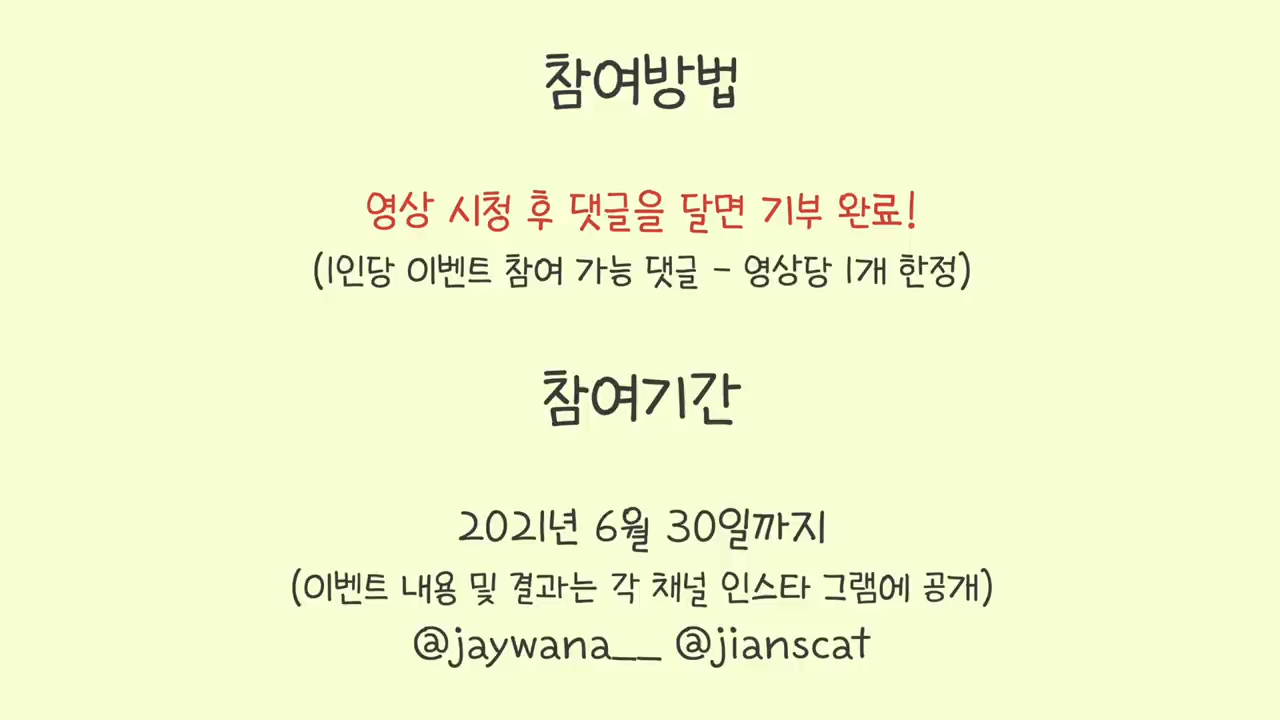 참여방법
영상 시청 후 댓글을 달면 기부 완료!
(1인당 이벤트 참여 가능 댓글 - 영상당 1개 한정)
참여기간
2021년 6월 30일까지
(이벤트 내용 및 결과는 각 채널 인스타 그램에 공개)
@jaywana__ @jianscat